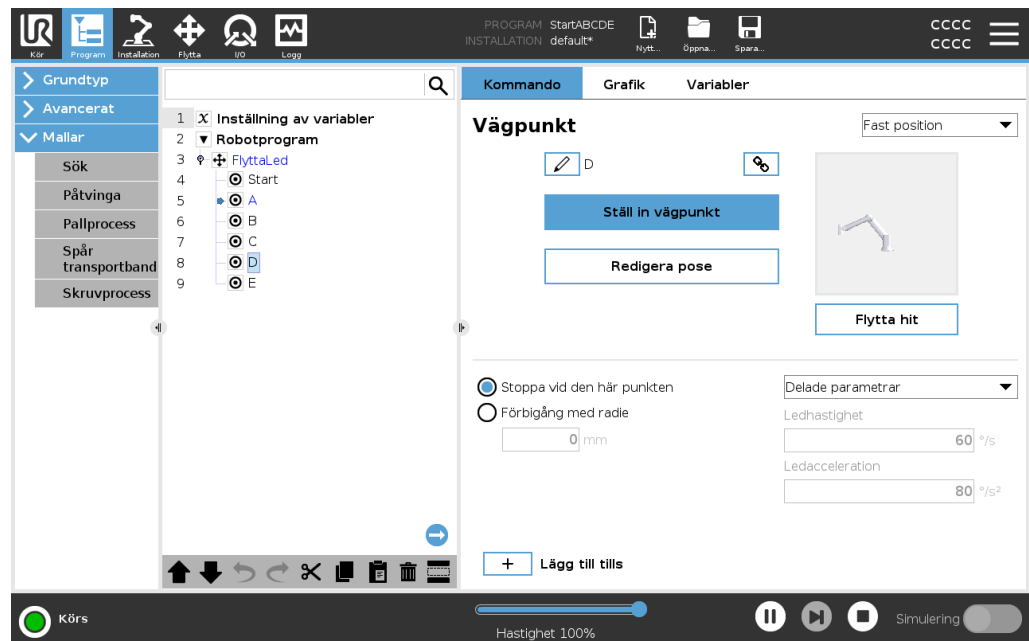 UR
PROGRAM StartABCDE
INSTALLATION default*
Kör
Program
Installation
Flytta
I/O
Logg
Nytt...
Öppna...
Spara...
CCCC
CCCC
Grundtyp
Avancerat
Mallar
Sök
Påtvinga
Pallprocess
Spår
transportband
Skruvprocess
1 X Inställning av variabler
2 Robotprogram
3 FlyttaLed
4 Start
5 A
6 B
7 C
8 D
9 E
Kommando
Grafik
Variabler
Vägpunkt
Fast position
D
Ställ in vägpunkt
Redigera pose
Flytta hit
Stoppa vid den här punkten
Förbigång med radie
0 mm
Delade parametrar
Ledhastighet
60 °/s
Ledacceleration
80 °/s²
+ Lägg till tills
Körs
Hastighet 100%
Simulering